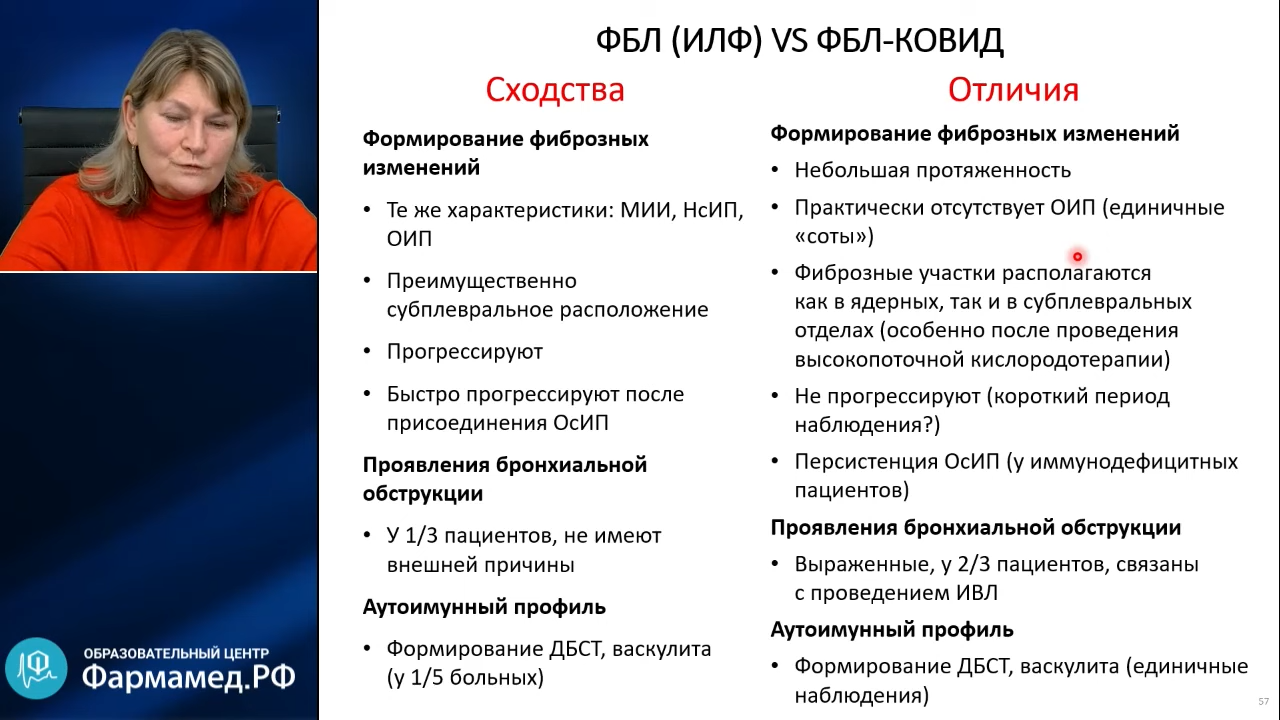 ФБЛ (ИЛФ) VS ФБЛ-КОВИД
Сходства
Формирование фиброзных
изменений
• Те же характеристики: МИИ, НсИП,
ОИП
• Преимущественно
субплевральное расположение
• Прогрессируют
• Быстро прогрессируют после
присоединения ОсИП
Проявления бронхиальной
обструкции
• У 1/3 пациентов, не имеют
внешней причины
Аутоимунный профиль
• Формирование ДБСТ, васкулита
(у 1/5 больных)
Отличия
Формирование фиброзных изменений
• Небольшая протяженность
• Практически отсутствует ОИП (единичные
«соты»)
• Фиброзные участки располагаются
как в ядерных, так и в субплевральных
отделах (особенно после проведения
высокопоточной кислородотерапии)
• Не прогрессируют (короткий период
наблюдения?)
• Персистенция ОсИП (у иммунодефицитных
пациентов)
Проявления бронхиальной обструкции
• Выраженные, у 2/3 пациентов, связаны
с проведением ИВЛ
Аутоимунный профиль
• Формирование ДБСТ, васкулита (единичные
наблюдения)
57
ОБРАЗОВАТЕЛЬНЫЙ ЦЕНТР
Фармамед.РФ